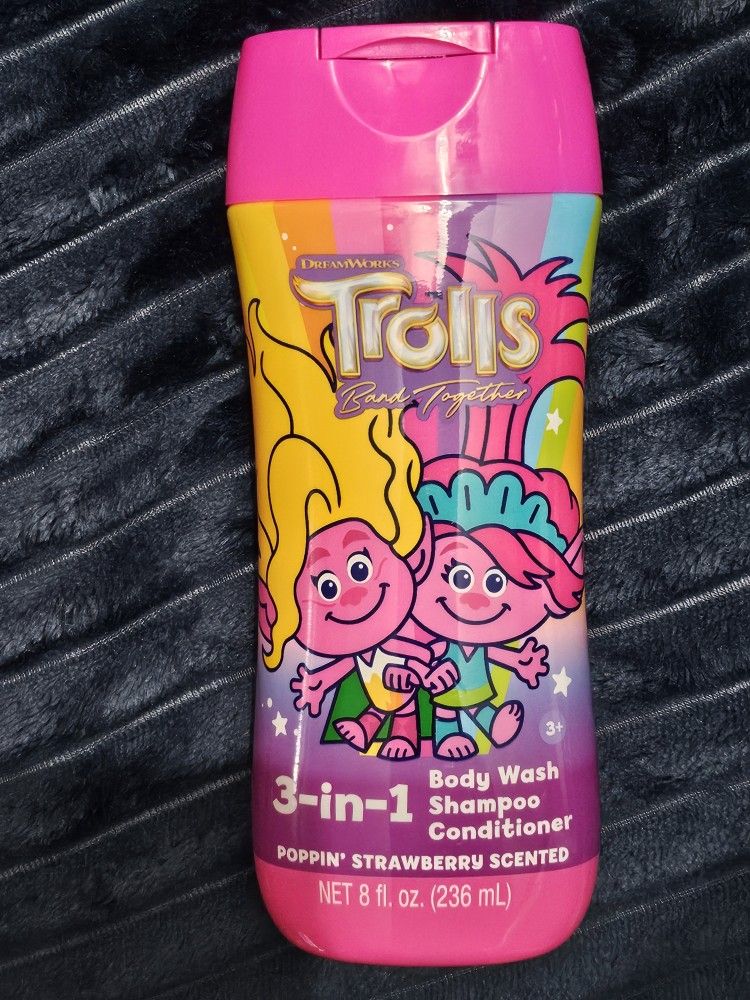 DREAMWORKS
Trolls
Band Together
3+
3-in-1
Body Wash
Shampoo
Conditioner
POPPIN' STRAWBERRY SCENTED
NET 8 fl. oz. (236 mL)